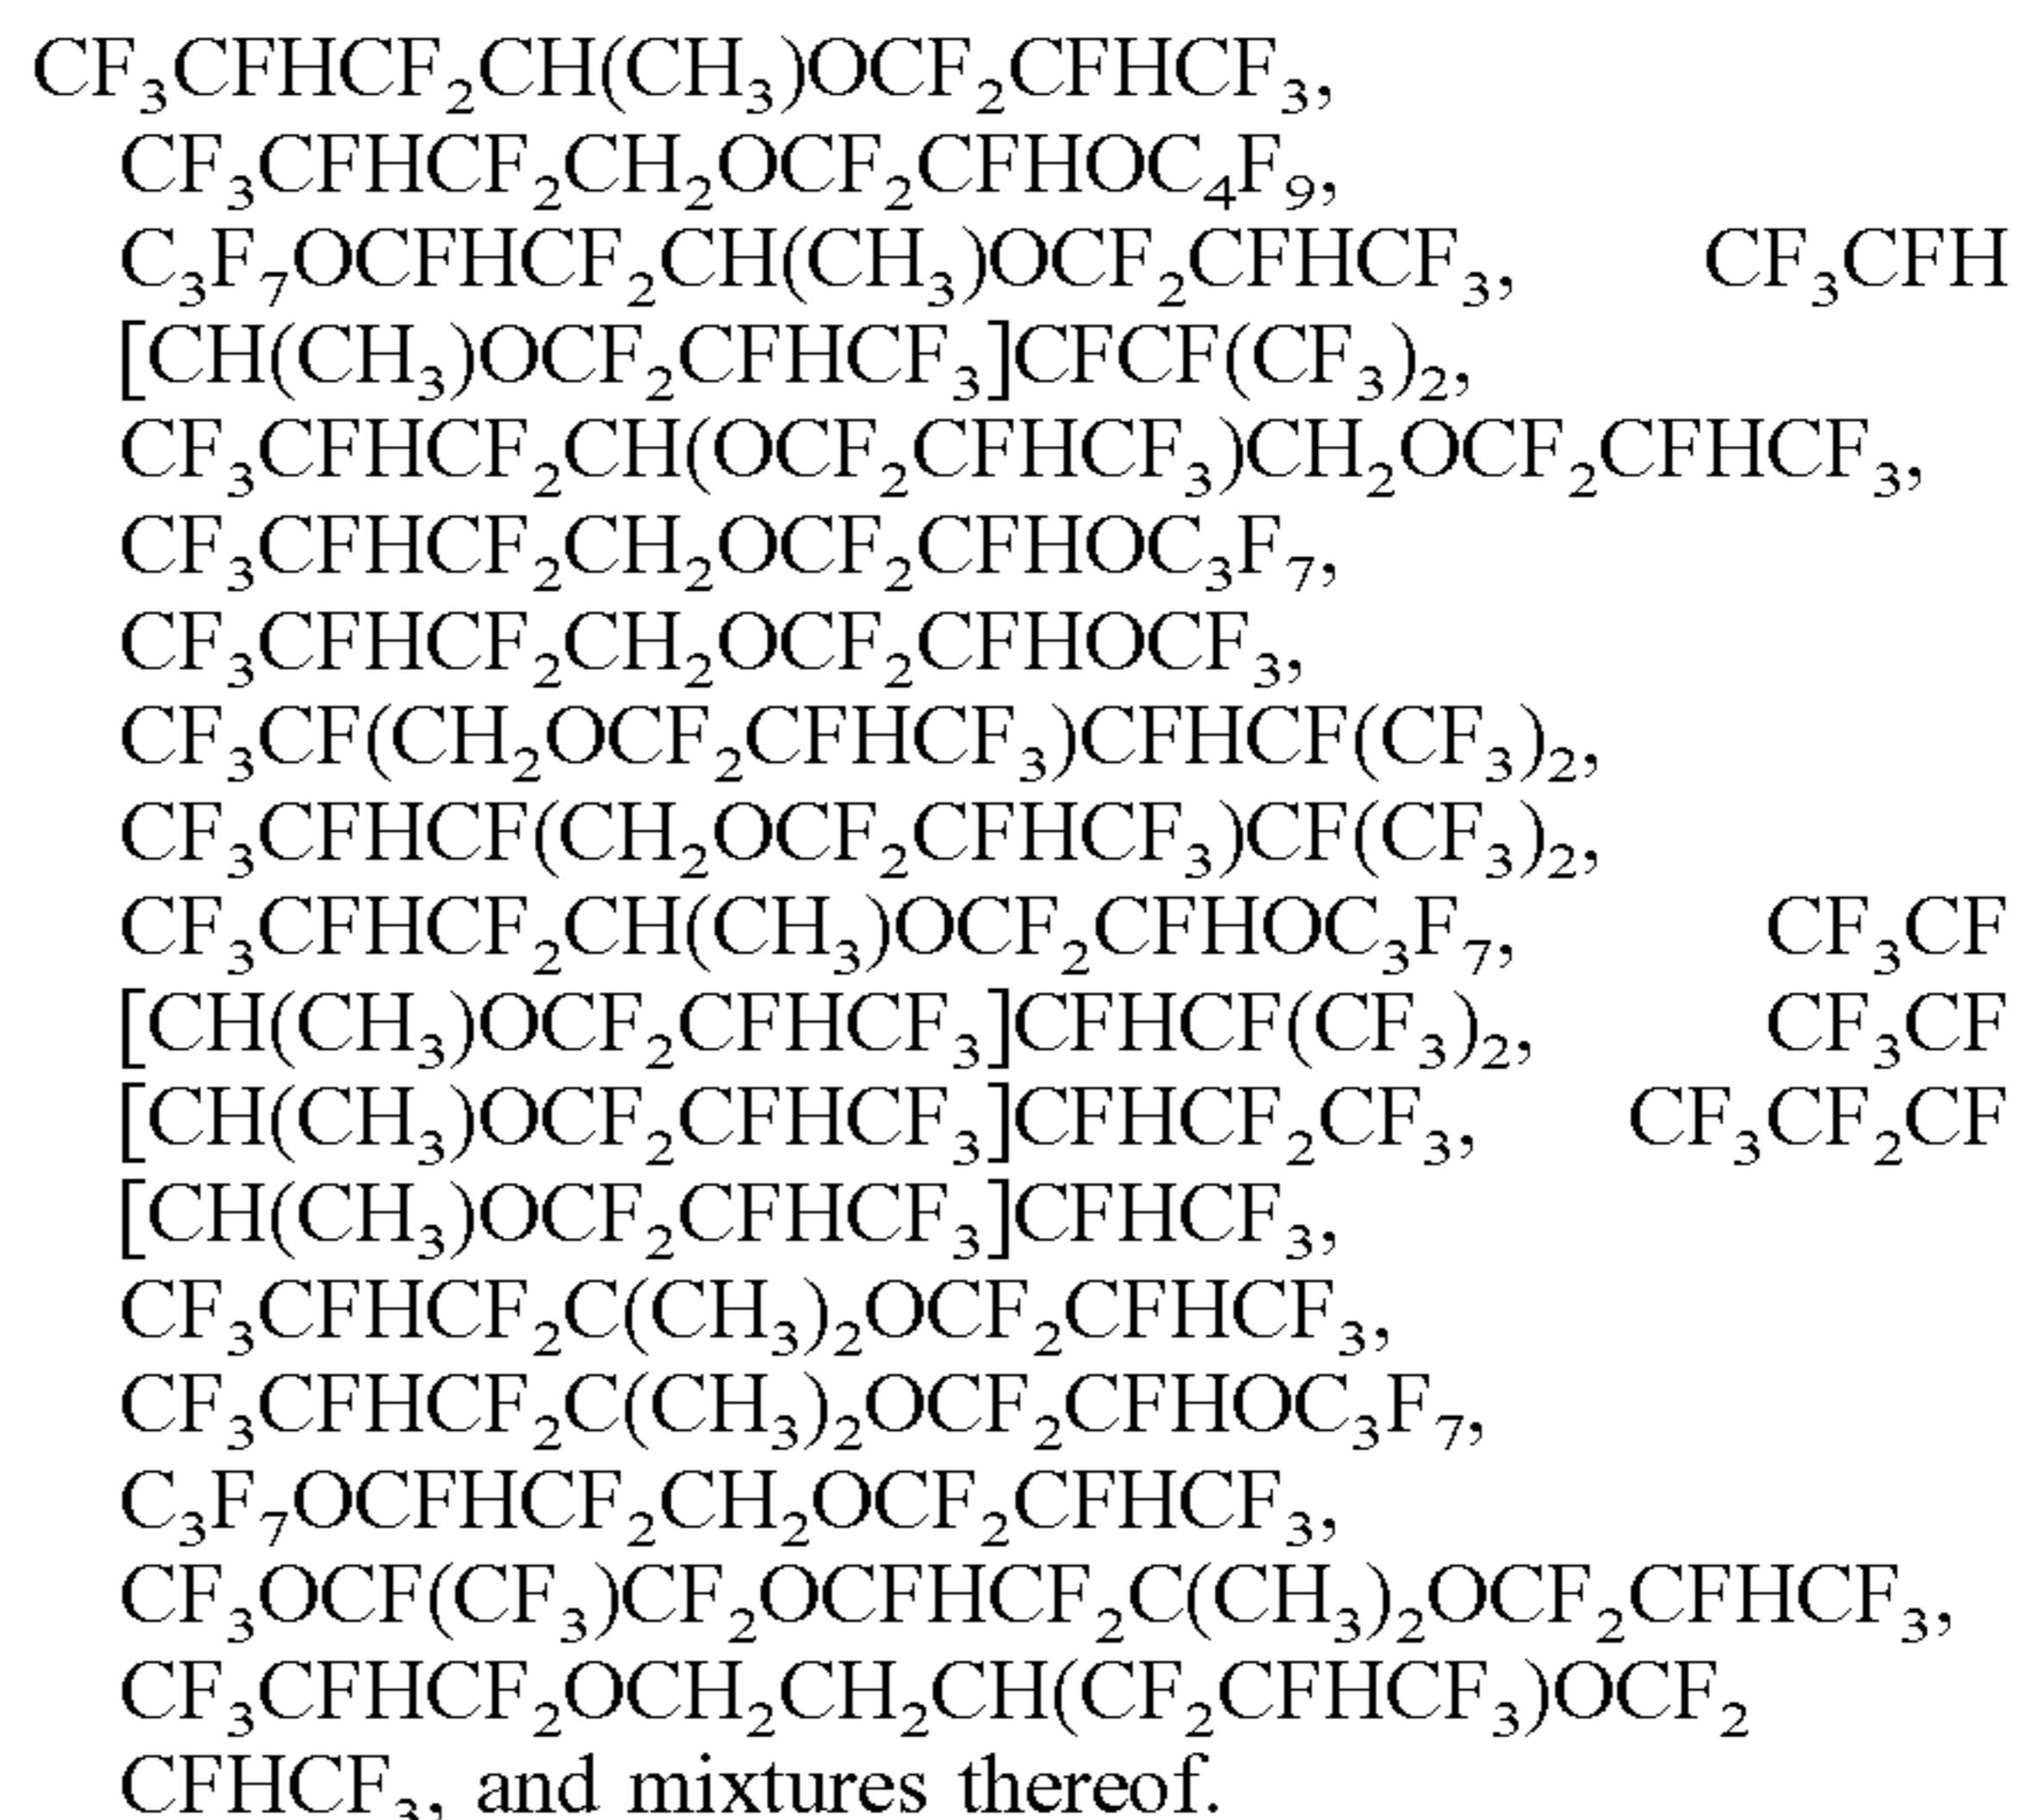 CF₃CFHCF₂CH(CH₃)OCF₂CFHCF₃,
CF₃CFHCF₂CH₂OCF₂CFHOC₄F₉,
C₃F₇OCFHCF₂CH(CH₃)OCF₂CFHCF₃, CF₃CFH
[CH(CH₃)OCF₂CFHCF₃]CFCF(CF₃)₂,
CF₃CFHCF₂CH(OCF₂CFHCF₃)CH₂OCF₂CFHCF₃,
CF₃CFHCF₂CH₂OCF₂CFHOC₃F₇,
CF₃CFHCF₂CH₂OCF₂CFHOCF₃,
CF₃CF(CH₂OCF₂CFHCF₃)CFHCF(CF₃)₂,
CF₃CFHCF(CH₂OCF₂CFHCF₃)CF(CF₃)₂,
CF₃CFHCF₂CH(CH₃)OCF₂CFHOC₃F₇, CF₃CF
[CH(CH₃)OCF₂CFHCF₃]CFHCF(CF₃)₂, CF₃CF
[CH(CH₃)OCF₂CFHCF₃]CFHCF₂CF₃, CF₃CF₂CF
[CH(CH₃)OCF₂CFHCF₃]CFHCF₃,
CF₃CFHCF₂C(CH₃)₂OCF₂CFHCF₃,
CF₃CFHCF₂C(CH₃)₂OCF₂CFHOC₃F₇,
C₃F₇OCFHCF₂CH₂OCF₂CFHCF₃,
CF₃OCF(CF₃)CF₂OCFHCF₂C(CH₃)₂OCF₂CFHCF₃,
CF₃CFHCF₂OCH₂CH₂CH(CF₂CFHCF₃)OCF₂
CFHCF₃, and mixtures thereof.